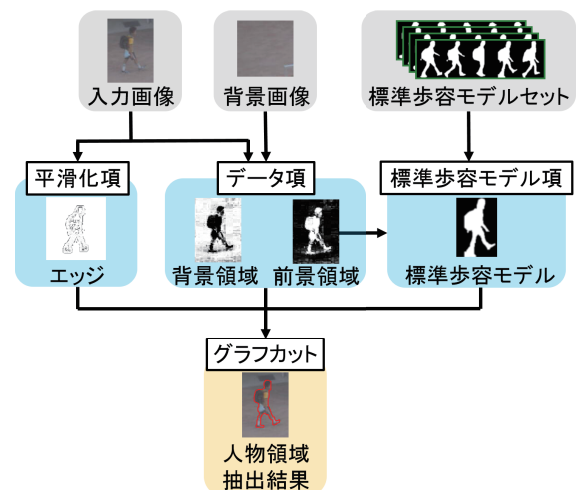 入力画像
背景画像
標準歩容モデルセット
平滑化項
データ項
標準歩容モデル項
エッジ
背景領域
前景領域
標準歩容モデル
グラフカット
人物領域
抽出結果